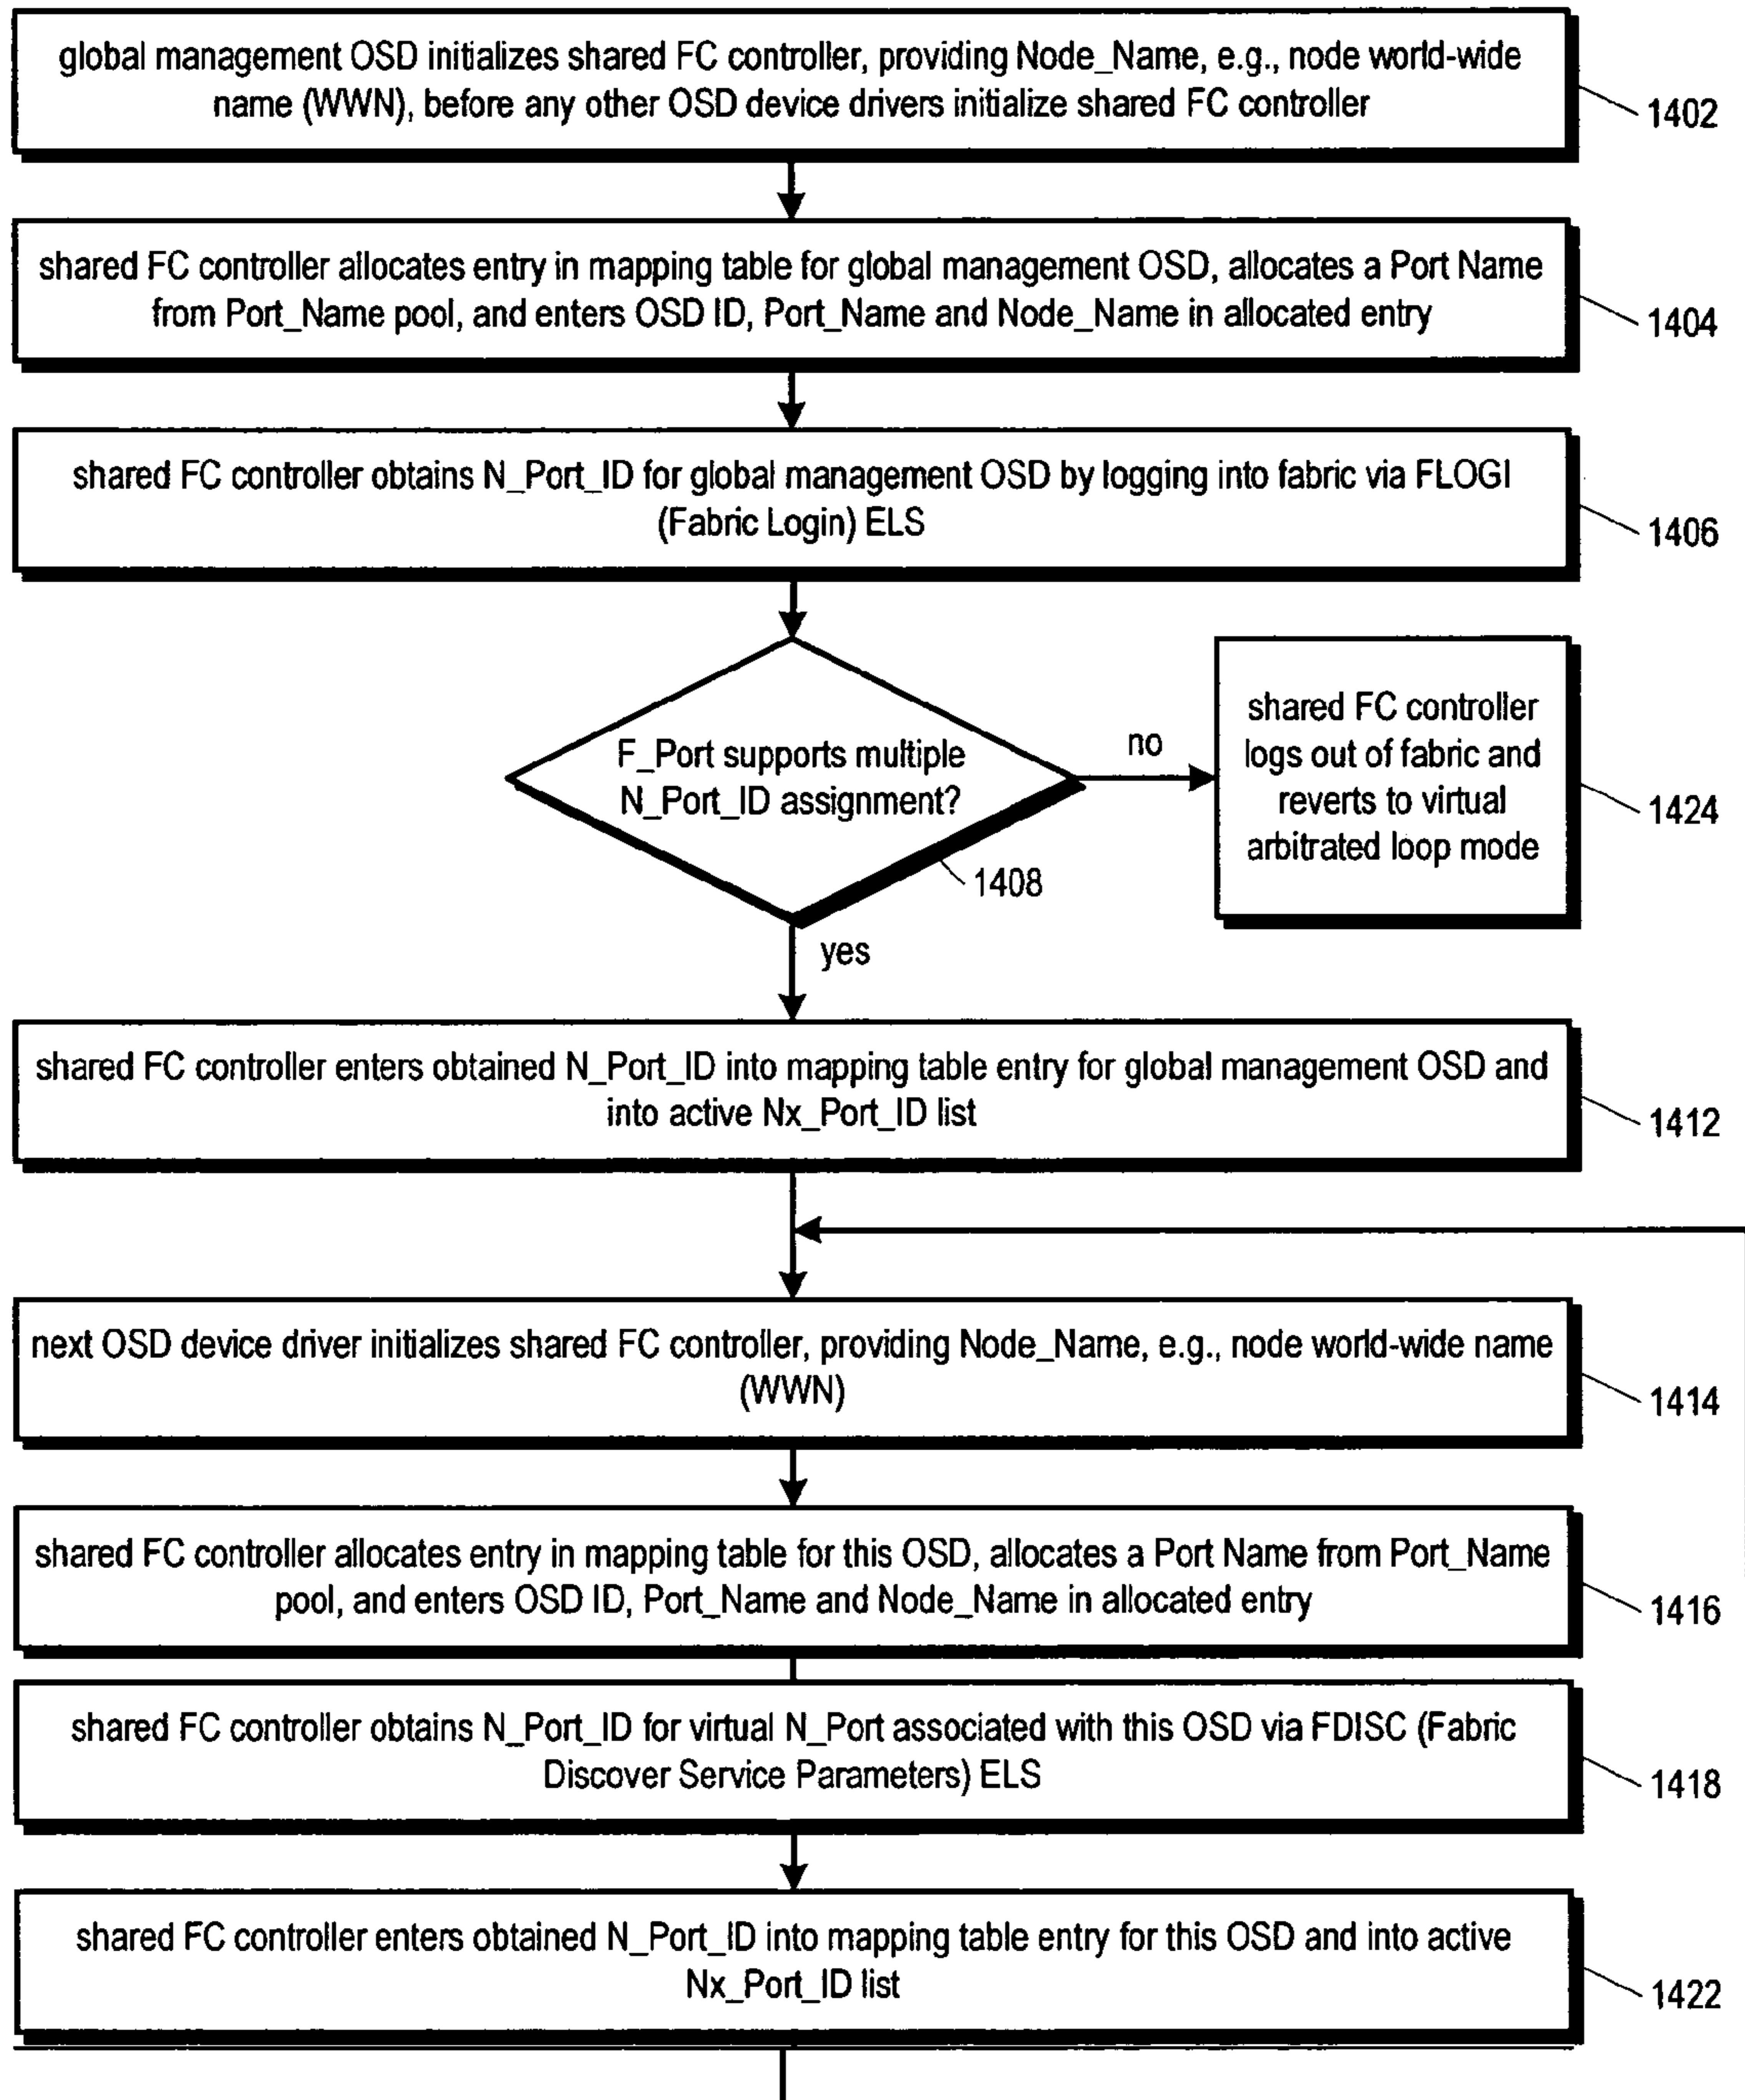 global management OSD initializes shared FC controller, providing Node_Name, e.g., node world-wide
name (WWN), before any other OSD device drivers initialize shared FC controller
1402
shared FC controller allocates entry in mapping table for global management OSD, allocates a Port Name
from Port_Name pool, and enters OSD ID, Port_Name and Node_Name in allocated entry
1404
shared FC controller obtains N_Port_ID for global management OSD by logging into fabric via FLOGI
(Fabric Login) ELS
1406
F_Port supports multiple
N_Port_ID assignment?
1408
no
shared FC controller
logs out of fabric and
reverts to virtual
arbitrated loop mode
1424
yes
shared FC controller enters obtained N_Port_ID into mapping table entry for global management OSD and
into active Nx_Port_ID list
1412
next OSD device driver initializes shared FC controller, providing Node_Name, e.g., node world-wide name
(WWN)
1414
shared FC controller allocates entry in mapping table for this OSD, allocates a Port Name from Port_Name
pool, and enters OSD ID, Port_Name and Node_Name in allocated entry
1416
shared FC controller obtains N_Port_ID for virtual N_Port associated with this OSD via FDISC (Fabric
Discover Service Parameters) ELS
1418
shared FC controller enters obtained N_Port_ID into mapping table entry for this OSD and into active
Nx_Port_ID list
1422